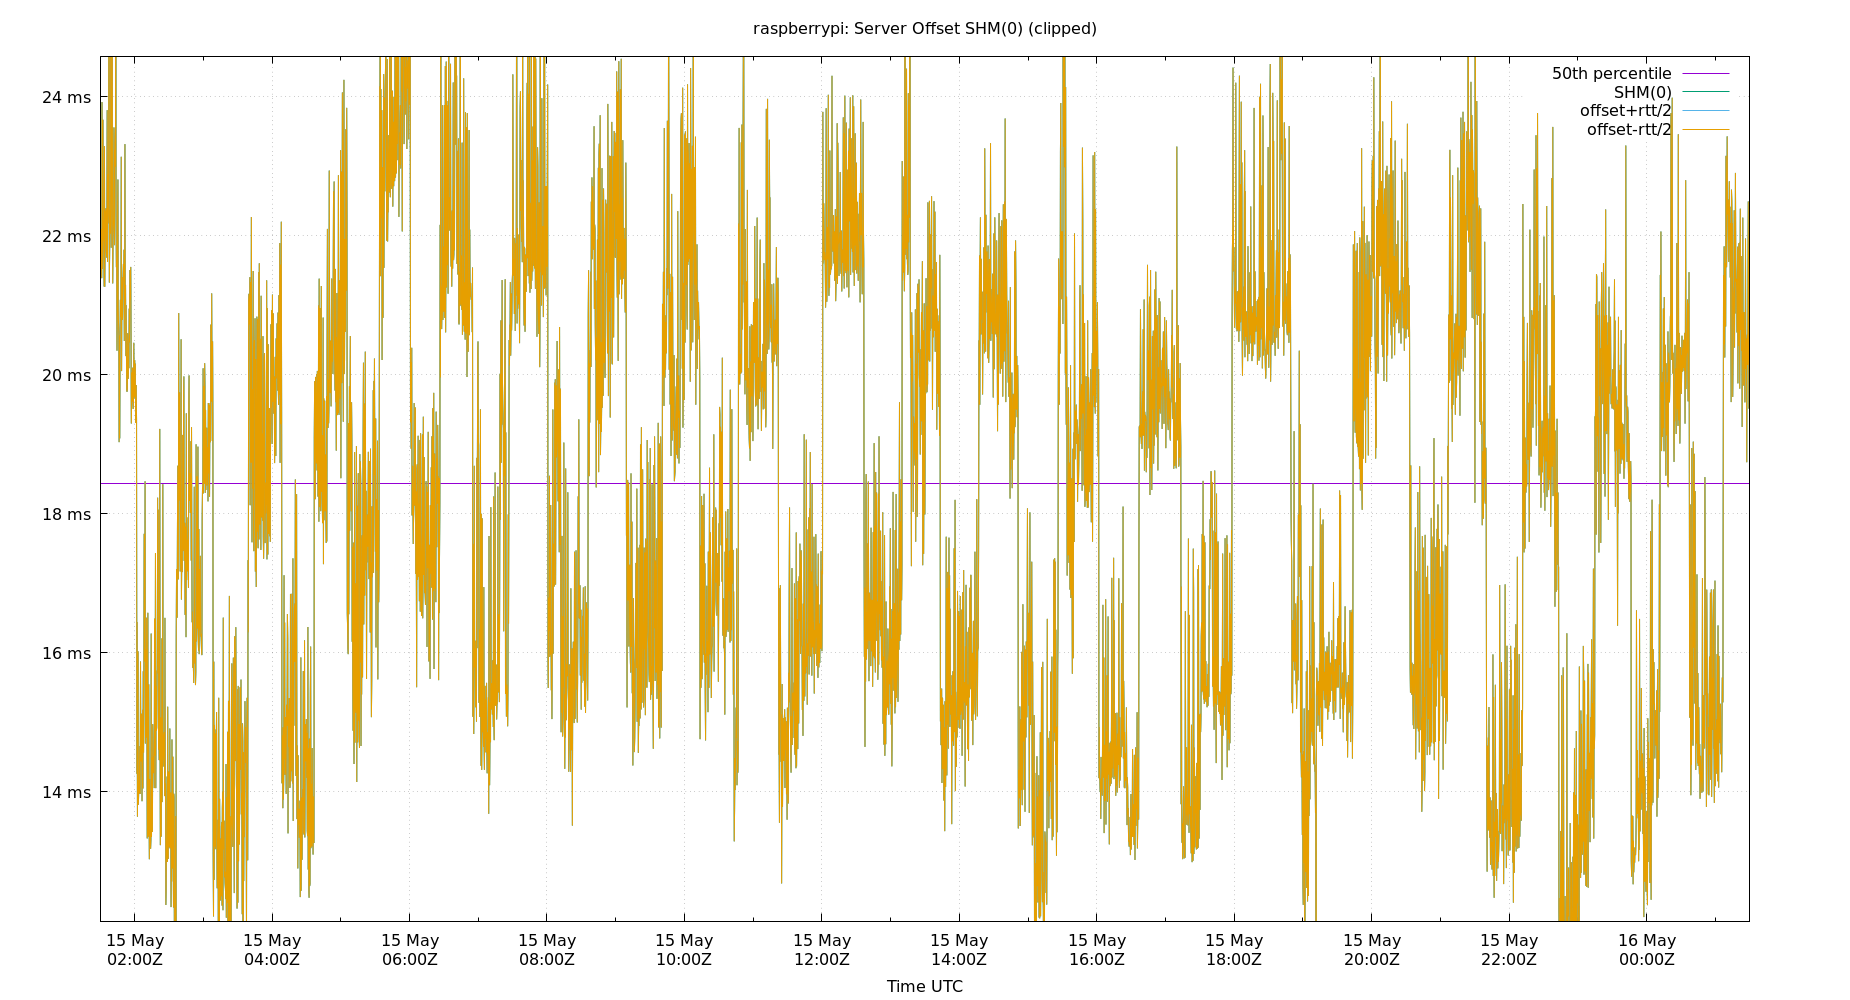 raspberrypi: Server Offset SHM(0) (clipped)
50th percentile
SHM(0)
offset+rtt/2
offset-rtt/2
24 ms
22 ms
20 ms
18 ms
16 ms
14 ms
15 May 15 May 15 May 15 May 15 May 15 May 15 May 15 May 15 May 15 May 15 May 16 May
02:00Z 04:00Z 06:00Z 08:00Z 10:00Z 12:00Z 14:00Z 16:00Z 18:00Z 20:00Z 22:00Z 00:00Z
Time UTC